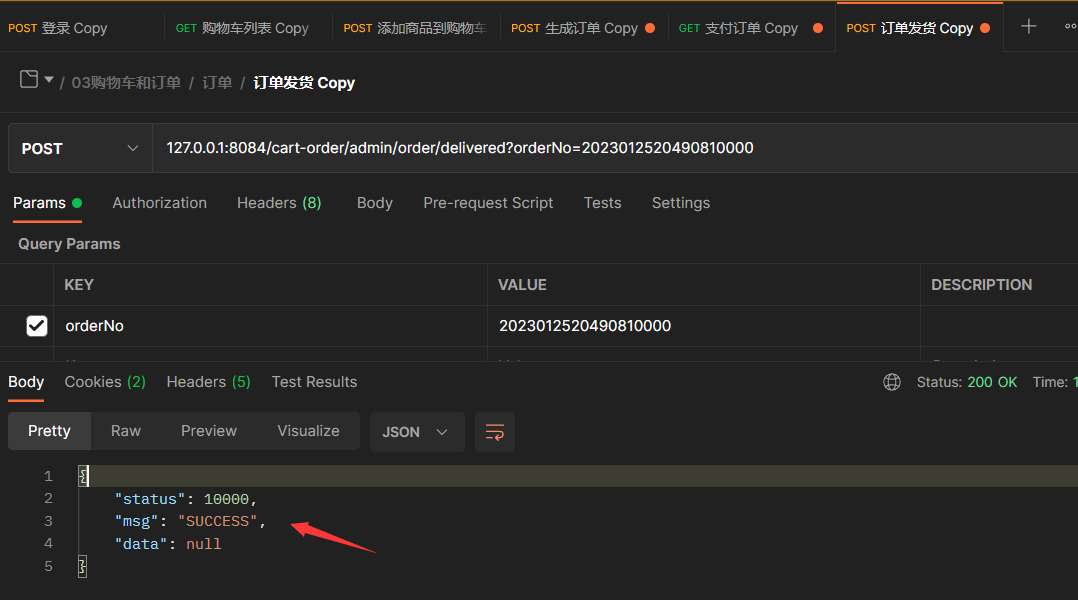 POST 登录 Copy GET 购物车列表 Copy POST 添加商品到购物车 POST 生成订单 Copy GET 支付订单 Copy POST 订单发货 Copy
/ 03购物车和订单 / 订单 / 订单发货 Copy
POST 127.0.0.1:8084/cart-order/admin/order/delivered?orderNo=2023012520490810000
Params Authorization Headers (8) Body Pre-request Script Tests Settings
Query Params
KEY VALUE DESCRIPTION
orderNo 2023012520490810000
Body Cookies (2) Headers (5) Test Results Status: 200 OK Time: 1
Pretty Raw Preview Visualize JSON
1 {
2 "status": 10000,
3 "msg": "SUCCESS",
4 "data": null
5 }